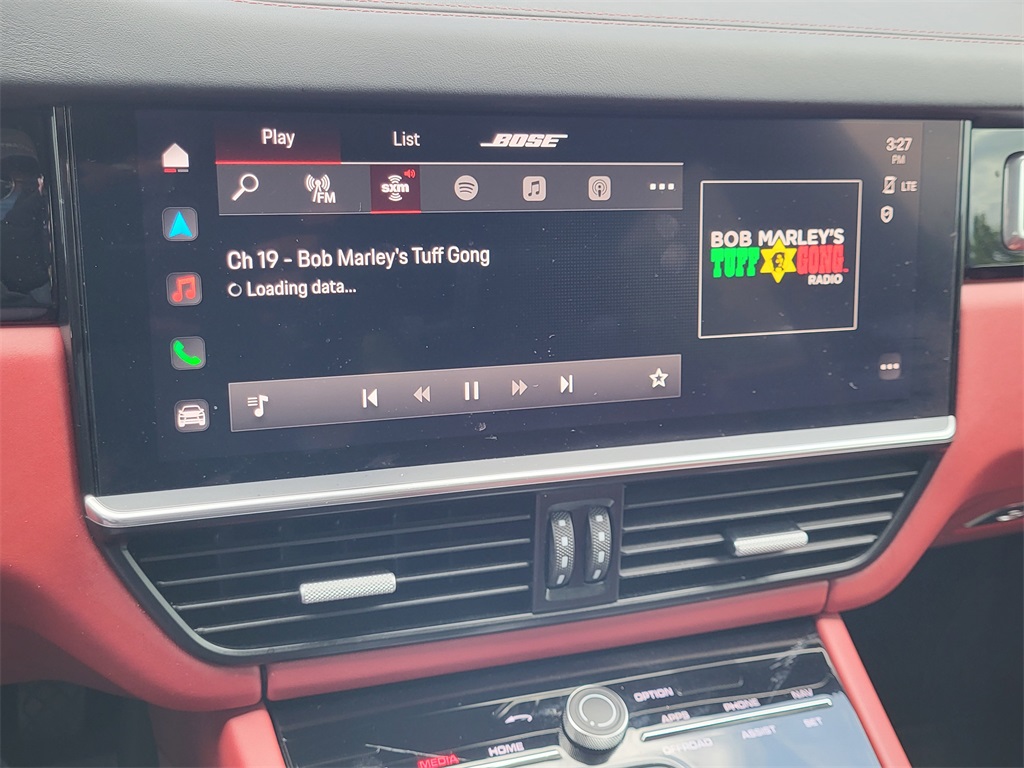 Play
List
BOSE
3:27
PM
/FM
sxm
LTE
Ch 19 - Bob Marley's Tuff Gong
Loading data...
BOB MARLEY'S
TUFF GONG
RADIO
OPTION
APPS
PHONE
NAV
MEDIA
HOME
OFFROAD
ASSIST
SET